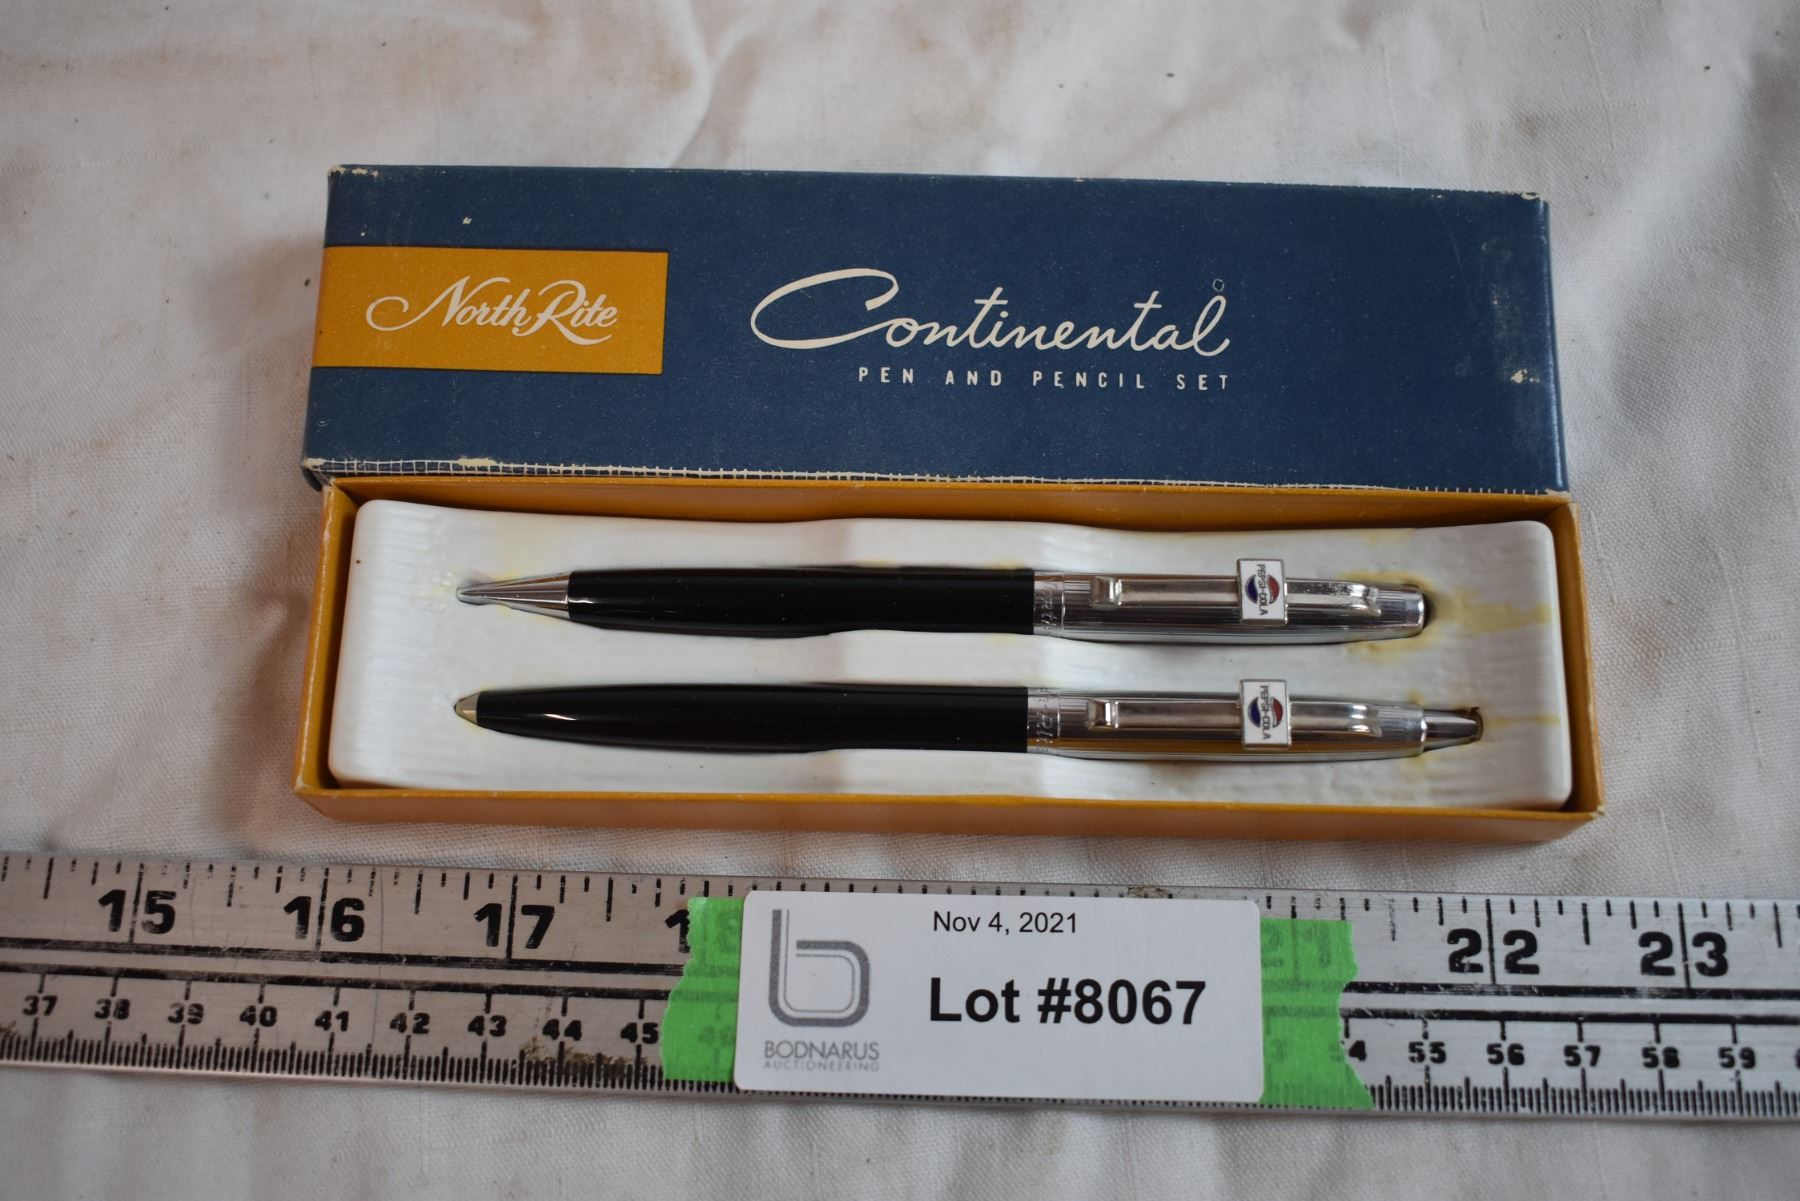 North Rite
Continental
PEN AND PENCIL SET
PEPSI-COLA
PEPSI-COLA
15 16 17 22 23
37 38 39 40 41 42 43 44 45 54 55 56 57 58 59
Nov 4, 2021
Lot #8067
BODNARUS
AUCTIONEERING